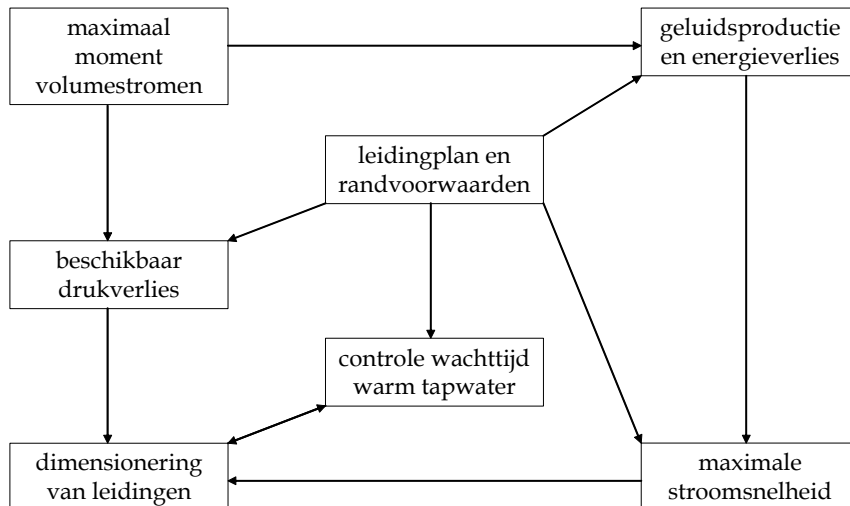 maximaal
moment
volumestromen
geluidsproductie
en energieverlies
leidingplan en
randvoorwaarden
beschikbaar
drukverlies
controle wachttijd
warm tapwater
dimensionering
van leidingen
maximale
stroomsnelheid